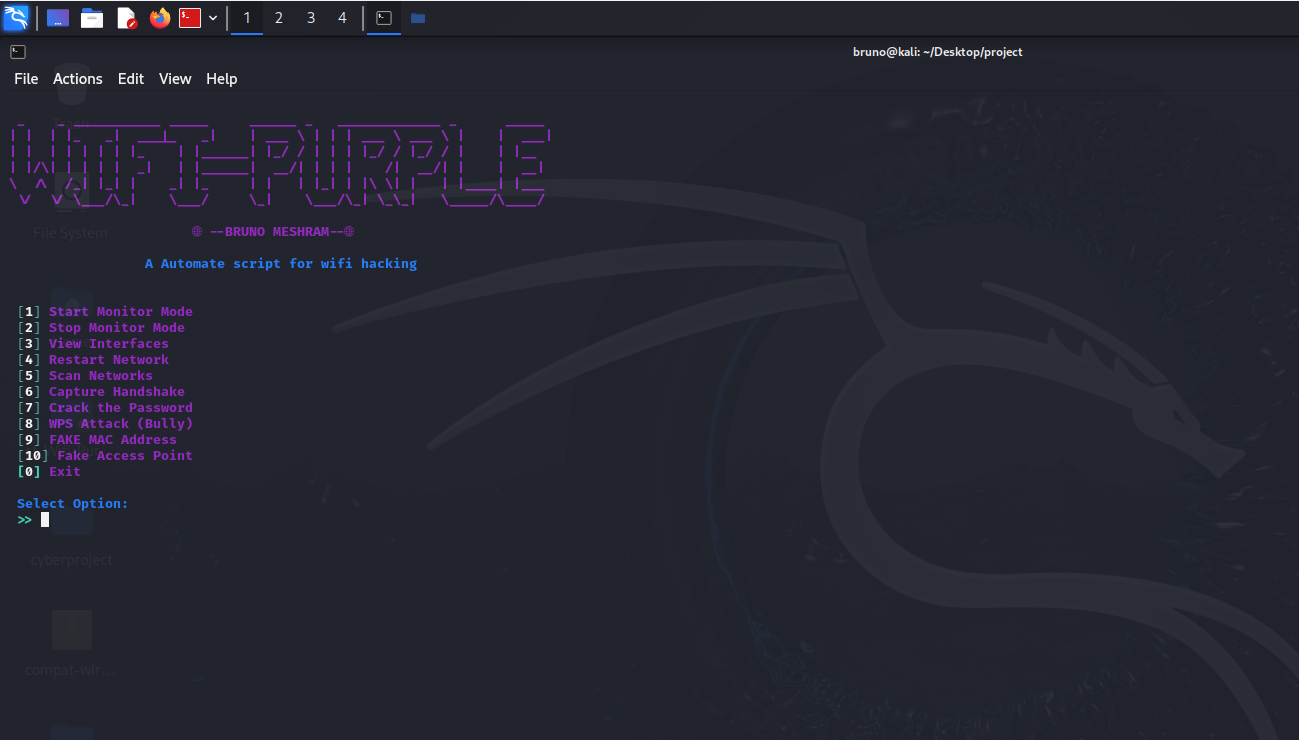 1 2 3 4
bruno@kali: ~/Desktop/project
File Actions Edit View Help
Trash
WIFI-PURPLE
File System
--BRUNO MESHRAM--
A Automate script for wifi hacking
[1] Start Monitor Mode
[2] Stop Monitor Mode
[3] View Interfaces
[4] Restart Network
[5] Scan Networks
[6] Capture Handshake
[7] Crack the Password
[8] WPS Attack (Bully)
[9] FAKE MAC Address
[10] Fake Access Point
[0] Exit
Select Option:
>>
cyberproject
compat-wir...